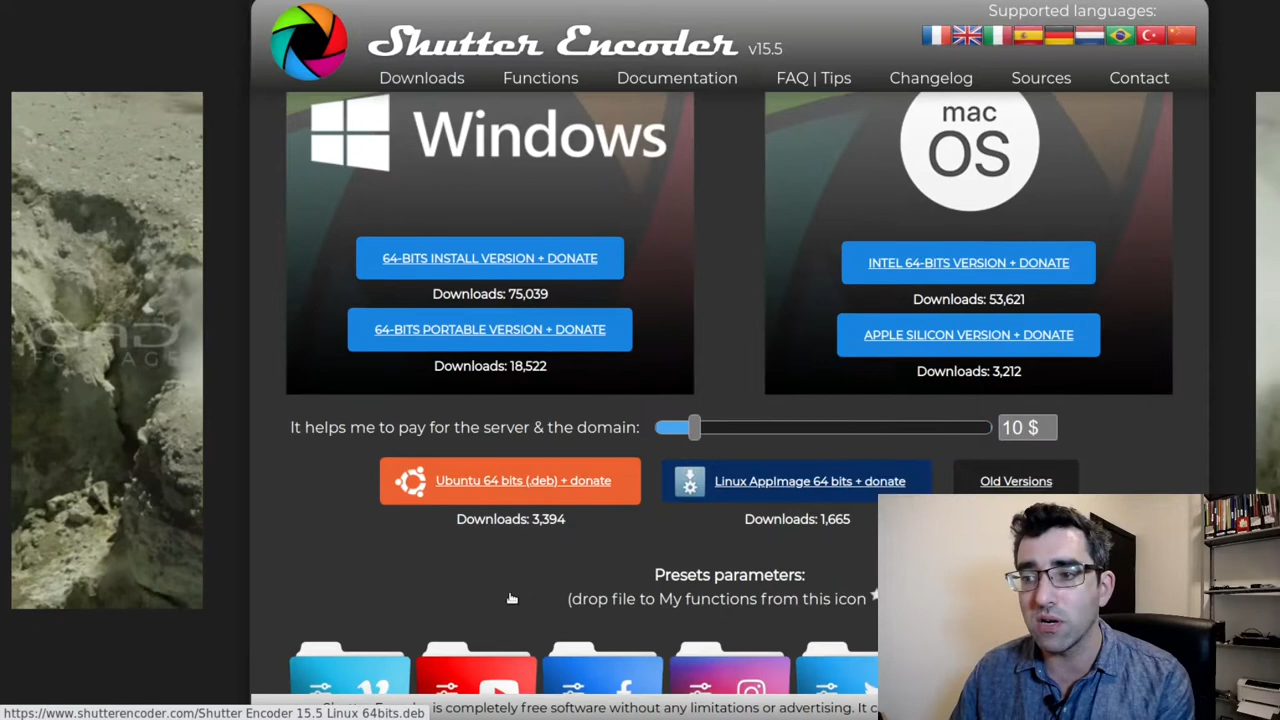 Supported languages:
Shutter Encoder v15.5
Downloads Functions Documentation FAQ | Tips Changelog Sources Contact
Windows
mac
OS
64-BITS INSTALL VERSION + DONATE
Downloads: 75,039
64-BITS PORTABLE VERSION + DONATE
Downloads: 18,522
INTEL 64-BITS VERSION + DONATE
Downloads: 53,621
APPLE SILICON VERSION + DONATE
Downloads: 3,212
It helps me to pay for the server & the domain: 10 $
Ubuntu 64 bits (.deb) + donate
Downloads: 3,394
Linux AppImage 64 bits + donate
Downloads: 1,665
Old Versions
Presets parameters:
(drop file to My functions from this icon
Shutter Encoder is completely free software without any limitations or advertising. It c
https://www.shutterencoder.com/Shutter Encoder 15.5 Linux 64bits.deb